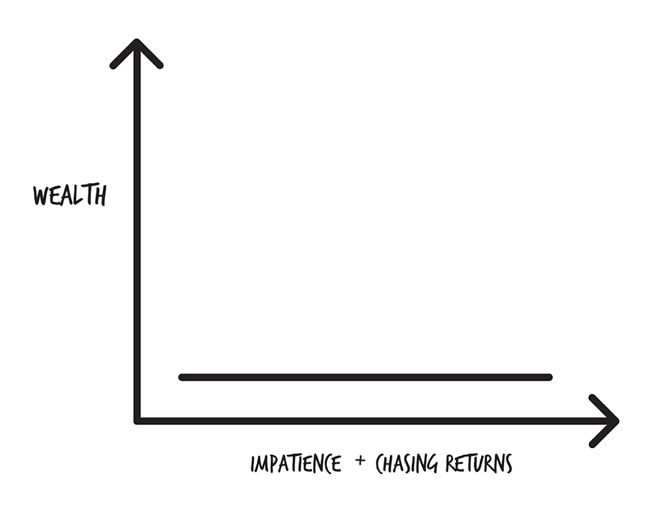 WEALTH
IMPATIENCE + CHASING RETURNS